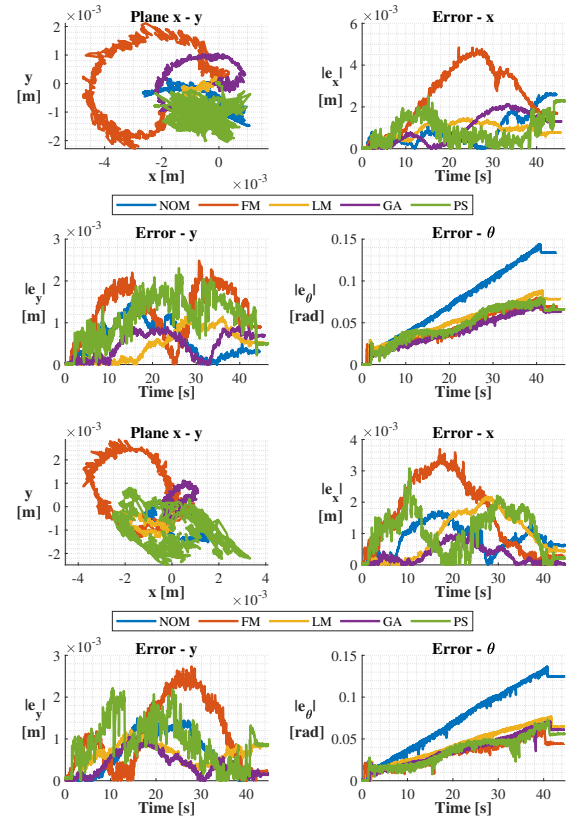 ×10⁻³
Plane x - y
2
1
0
-1
-2
y
[m]
-4
-2
0
x [m]
×10⁻³
×10⁻³
Error - x
6
4
2
0
|eₓ|
[m]
0
10
20
30
40
Time [s]
NOM
FM
LM
GA
PS
×10⁻³
Error - y
3
2
1
0
|e_y|
[m]
0
10
20
30
40
Time [s]
Error - θ
0.15
0.1
0.05
0
|e_θ|
[rad]
0
10
20
30
40
Time [s]
×10⁻³
Plane x - y
2
1
0
-1
-2
y
[m]
-4
-2
0
2
4
x [m]
×10⁻³
×10⁻³
Error - x
4
3
2
1
0
|eₓ|
[m]
0
10
20
30
40
Time [s]
NOM
FM
LM
GA
PS
×10⁻³
Error - y
3
2
1
0
|e_y|
[m]
0
10
20
30
40
Time [s]
Error - θ
0.15
0.1
0.05
0
|e_θ|
[rad]
0
10
20
30
40
Time [s]